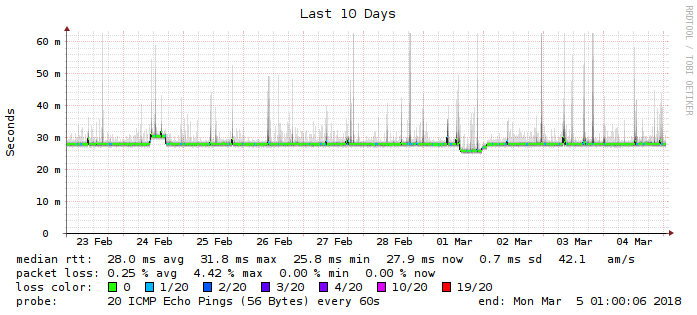 Last 10 Days
RRDTOOL / TOBI OETIKER
Seconds
60 m
50 m
40 m
30 m
20 m
10 m
0
23 Feb 24 Feb 25 Feb 26 Feb 27 Feb 28 Feb 01 Mar 02 Mar 03 Mar 04 Mar
median rtt: 28.0 ms avg 31.8 ms max 25.8 ms min 27.9 ms now 0.7 ms sd 42.1 am/s
packet loss: 0.25 % avg 4.42 % max 0.00 % min 0.00 % now
loss color: 0 1/20 2/20 3/20 4/20 10/20 19/20
probe: 20 ICMP Echo Pings (56 Bytes) every 60s end: Mon Mar 5 01:00:06 2018